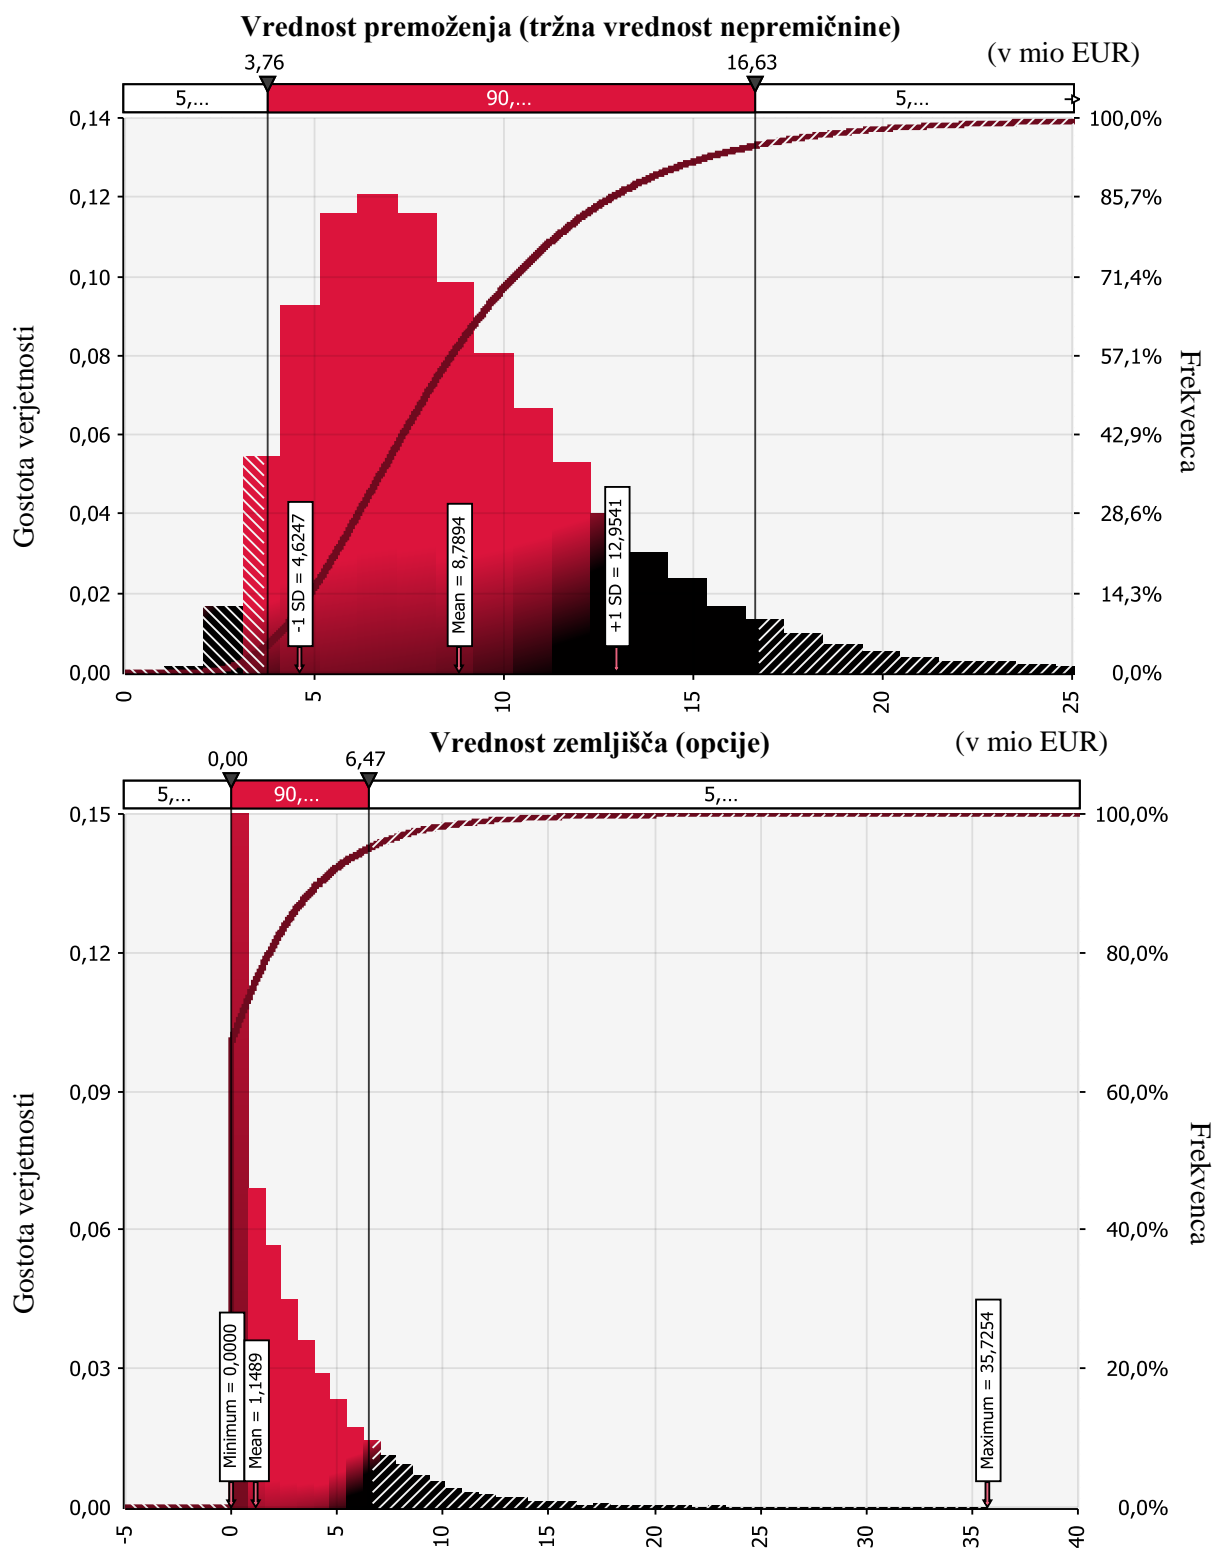 Vrednost premoženja (tržna vrednost nepremičnine)
(v mio EUR)
3,76 16,63
5,... 90,... 5,...
0,14 100,0%
0,12 85,7%
0,10 71,4%
0,08 57,1%
0,06 42,9%
0,04 28,6%
0,02 14,3%
0,00 0,0%
Gostota verjetnosti
Frekvenca
-1 SD = 4,6247
Mean = 8,7894
+1 SD = 12,9541
0 5 10 15 20 25
Vrednost zemljišča (opcije)
(v mio EUR)
0,00 6,47
5,... 90,... 5,...
0,15 100,0%
0,12 80,0%
0,09 60,0%
0,06 40,0%
0,03 20,0%
0,00 0,0%
Gostota verjetnosti
Frekvenca
Minimum = 0,0000
Mean = 1,1489
Maximum = 35,7254
-5 0 5 10 15 20 25 30 35 40